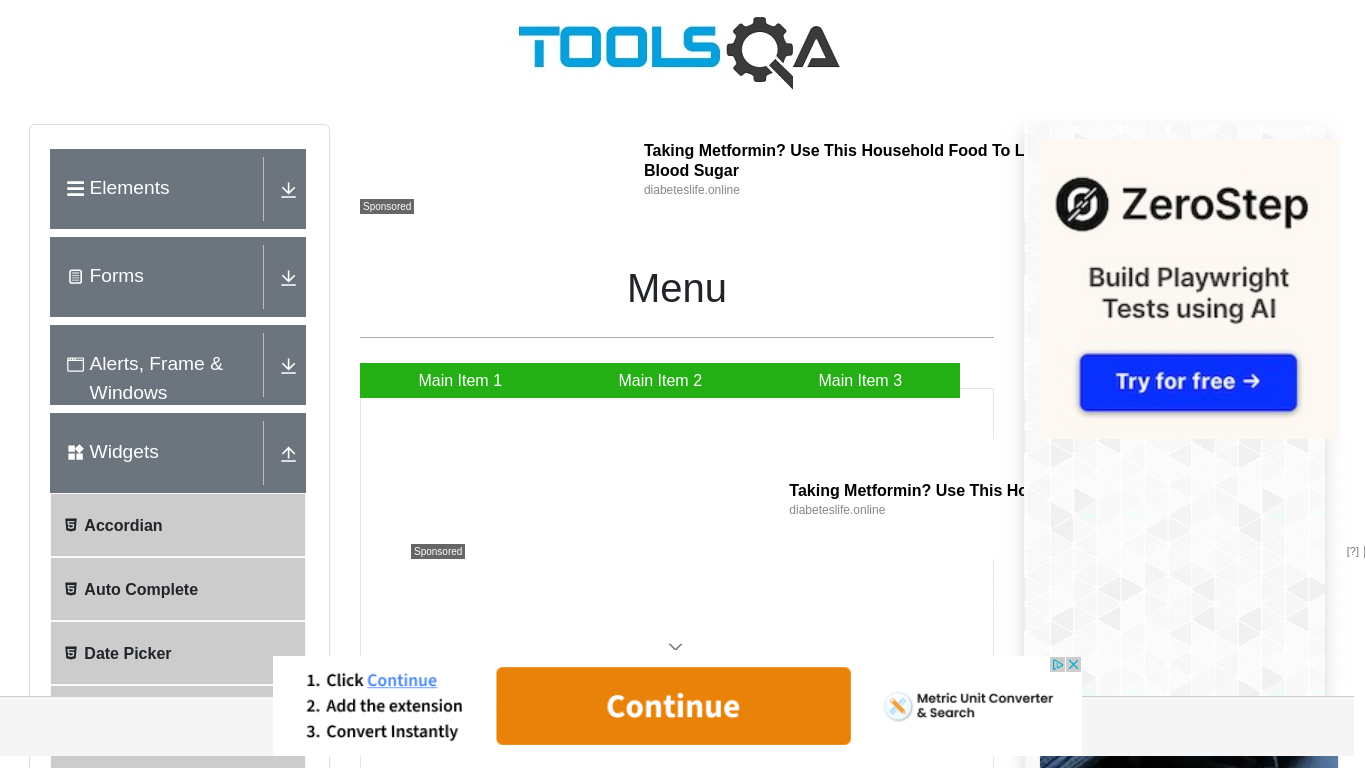 TOOLSQA
Elements
Forms
Alerts, Frame &
Windows
Widgets
Accordian
Auto Complete
Date Picker
Taking Metformin? Use This Household Food To L
Blood Sugar
diabeteslife.online
Sponsored
Menu
Main Item 1
Main Item 2
Main Item 3
Taking Metformin? Use This Ho
diabeteslife.online
Sponsored
ZeroStep
Build Playwright
Tests using AI
Try for free →
[?]
1. Click Continue
2. Add the extension
3. Convert Instantly
Continue
Metric Unit Converter
& Search